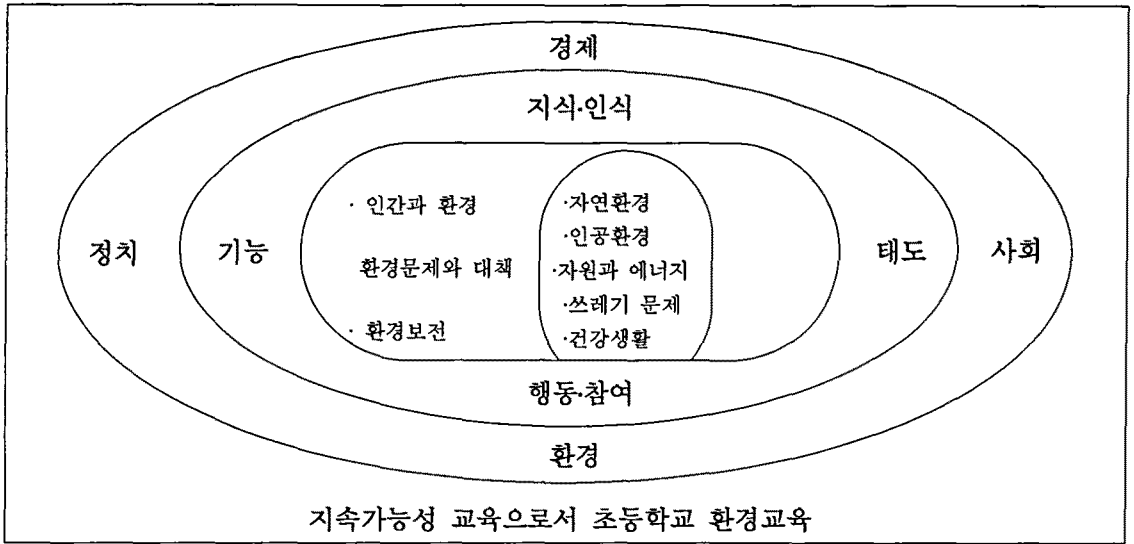 경제
지식·인식
· 인간과 환경
·자연환경
·인공환경
정치
기능
환경문제와 대책
·자원과 에너지
태도
사회
·쓰레기 문제
· 환경보전
·건강생활
행동·참여
환경
지속가능성 교육으로서 초등학교 환경교육